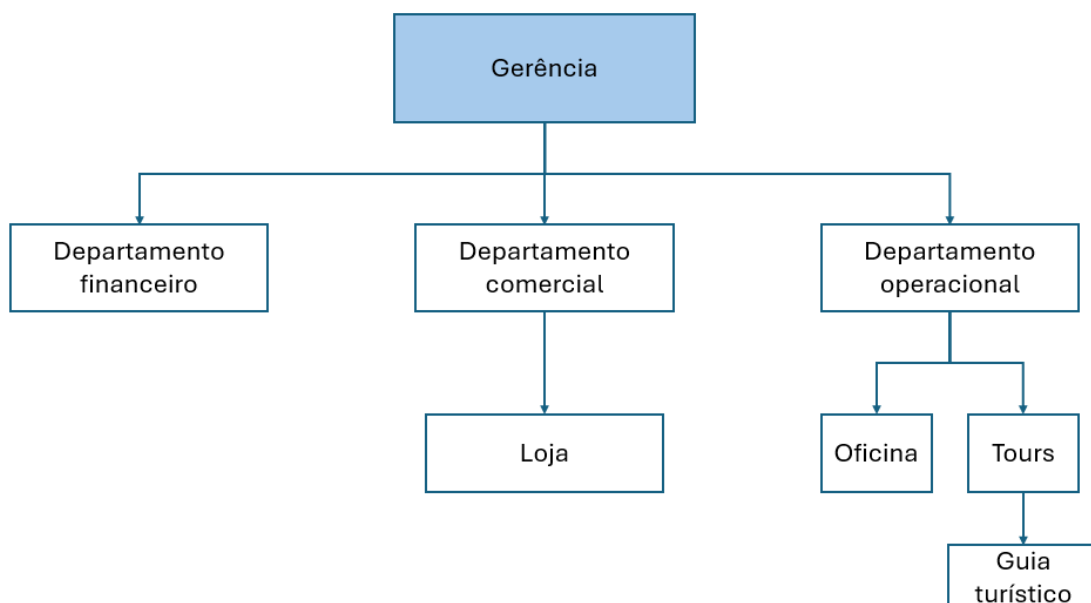 Gerência
Departamento
financeiro
Departamento
comercial
Departamento
operacional
Loja
Oficina
Tours
Guia
turístico